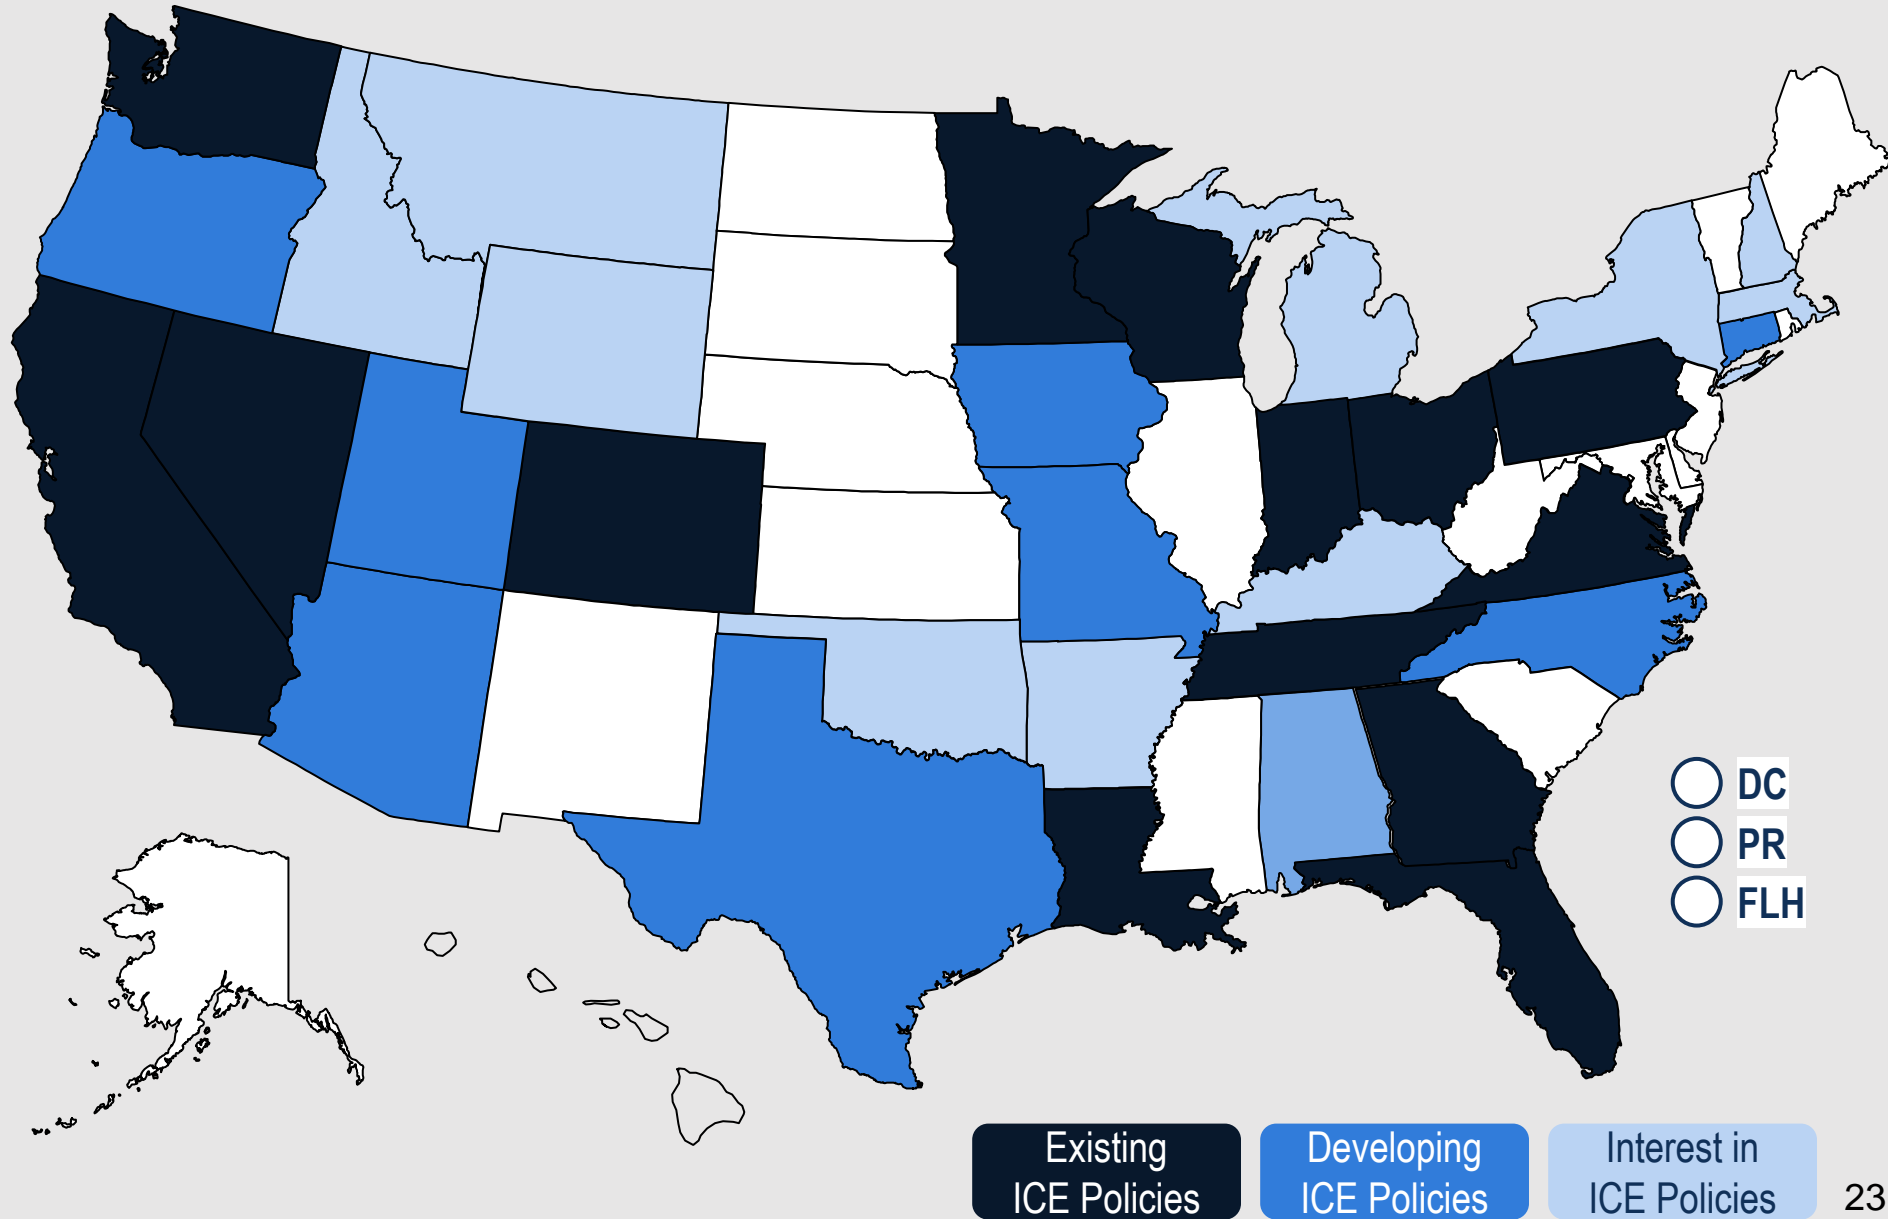 DC
PR
FLH
Existing
ICE Policies
Developing
ICE Policies
Interest in
ICE Policies
23